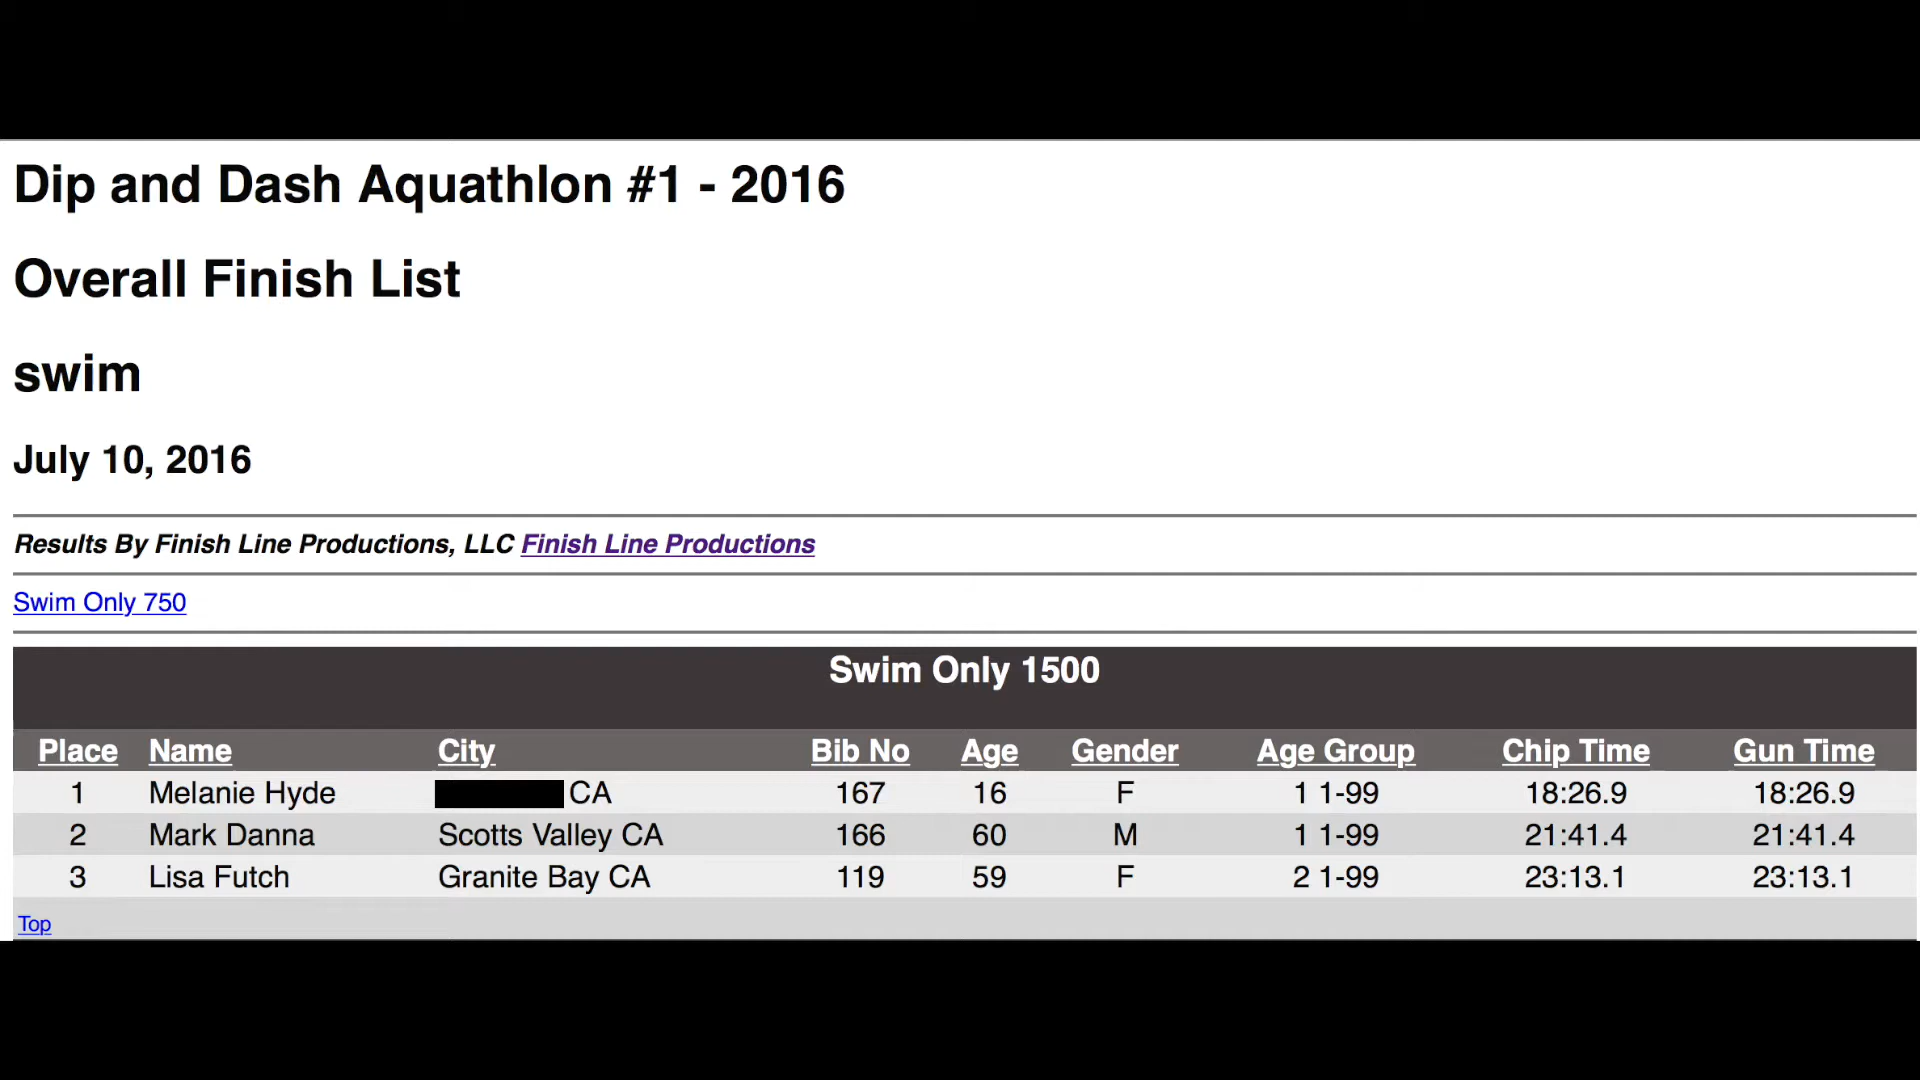 Dip and Dash Aquathlon #1 - 2016
Overall Finish List
swim
July 10, 2016
Results By Finish Line Productions, LLC Finish Line Productions
Swim Only 750
Swim Only 1500
Place Name City Bib No Age Gender Age Group Chip Time Gun Time
1 Melanie Hyde CA 167 16 F 1 1-99 18:26.9 18:26.9
2 Mark Danna Scotts Valley CA 166 60 M 1 1-99 21:41.4 21:41.4
3 Lisa Futch Granite Bay CA 119 59 F 2 1-99 23:13.1 23:13.1
Top